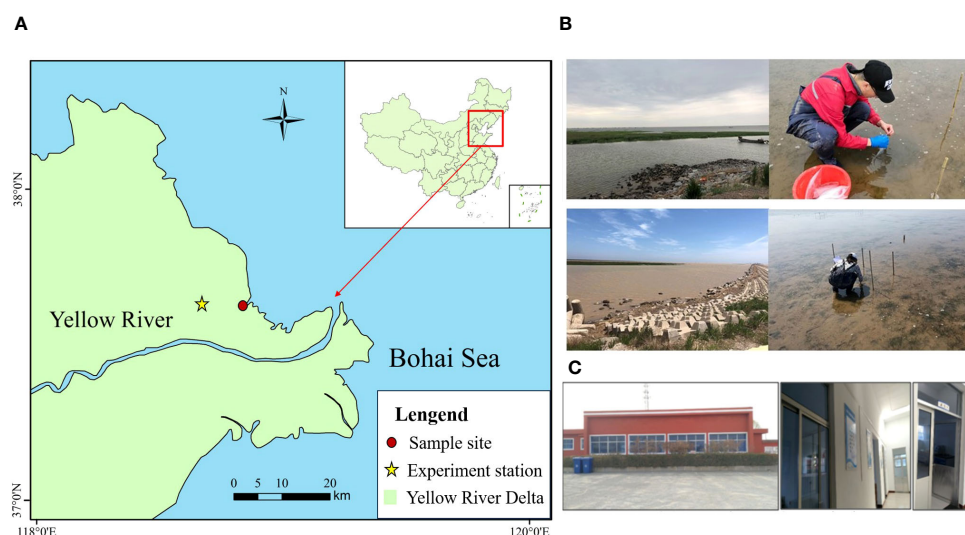 A
B
38°0'N
Yellow River
Bohai Sea
Lengend
Sample site
Experiment station
Yellow River Delta
0 5 10 20
km
37°0'N
118°0'E
120°0'E
C